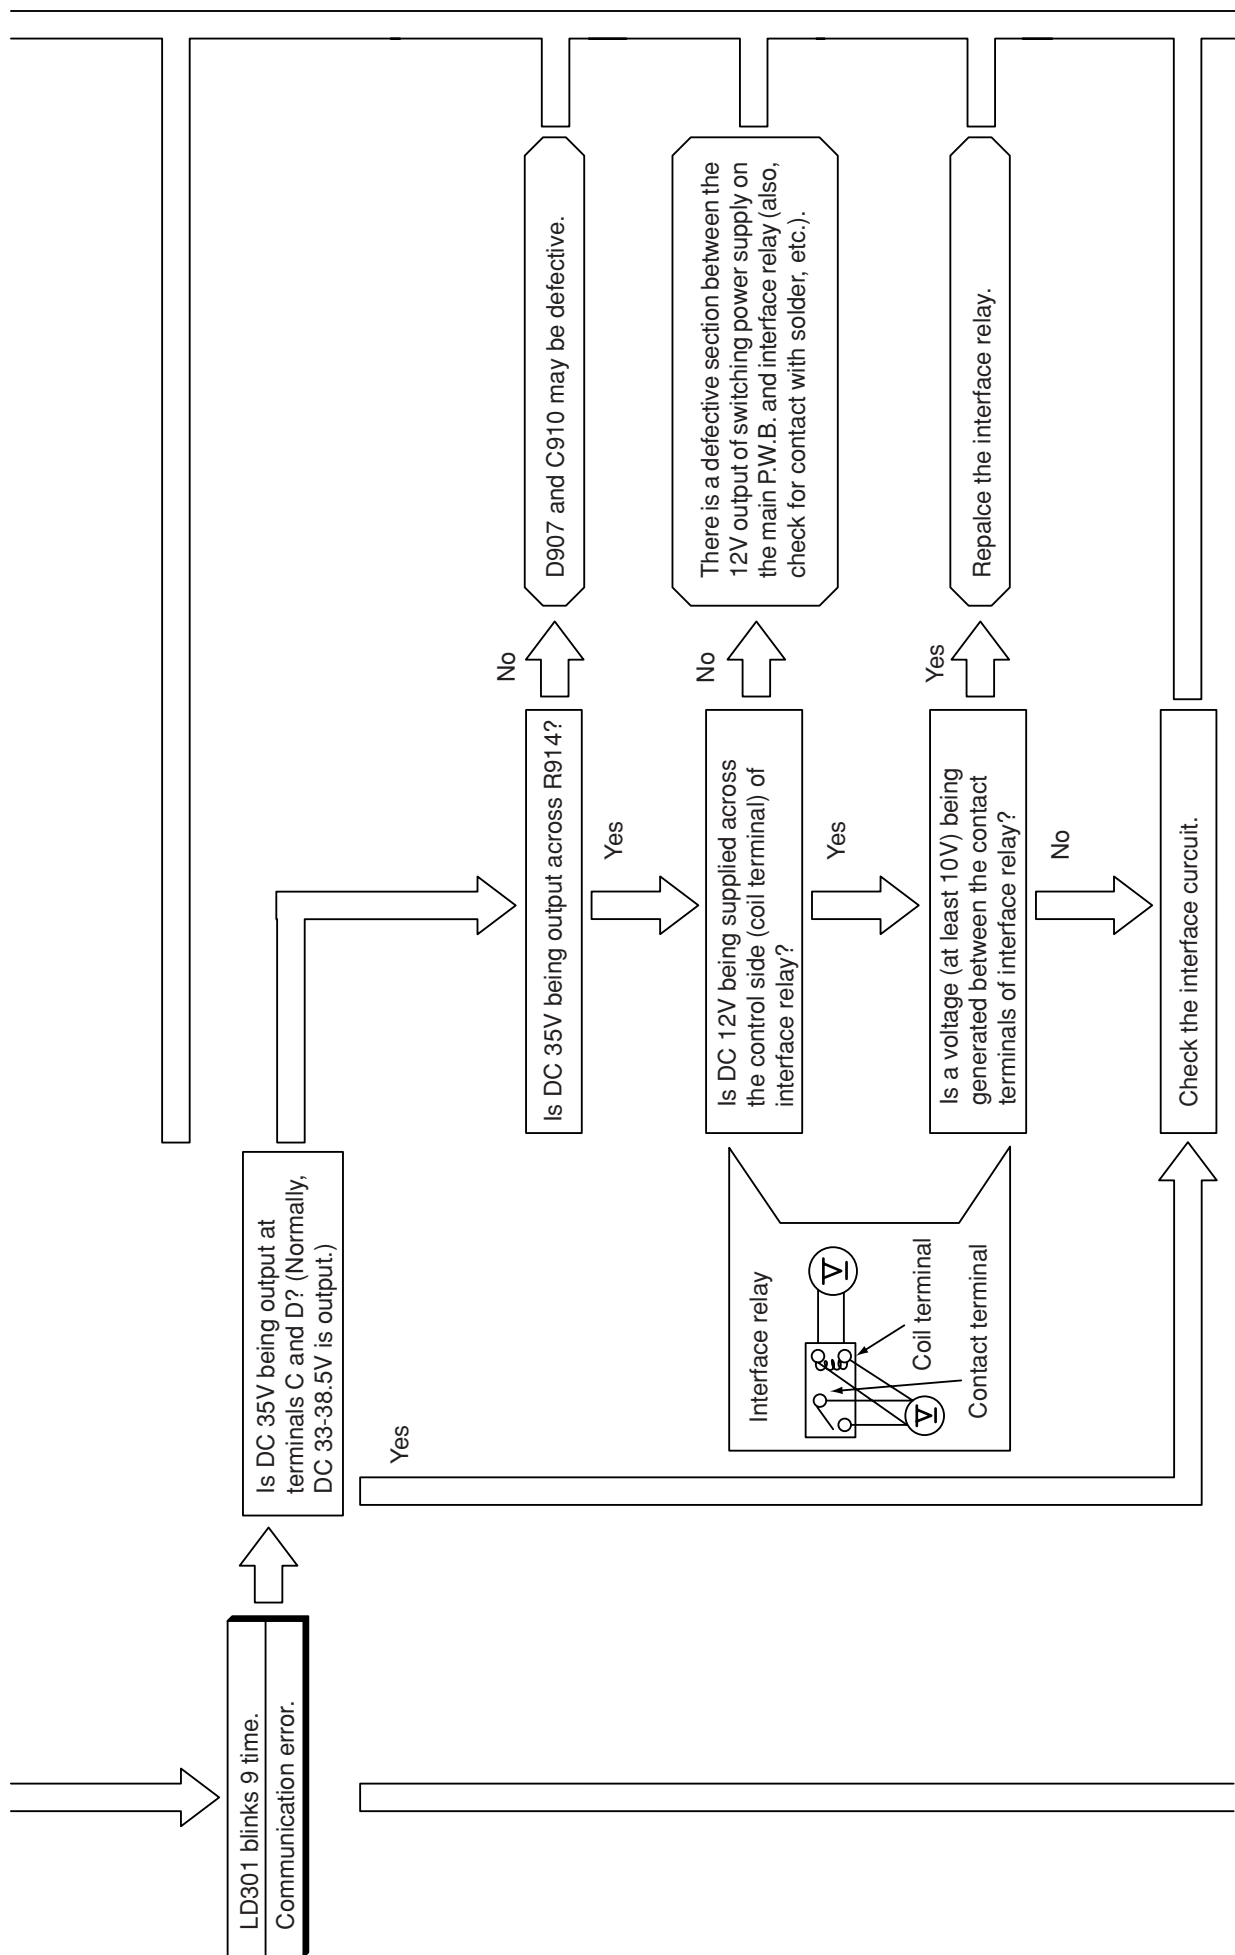 LD301 blinks 9 time.
Communication error.
Is DC 35V being output at
terminals C and D? (Normally,
DC 33-38.5V is output.)
Yes
Is DC 35V being output across R914?
No
D907 and C910 may be defective.
Yes
Is DC 12V being supplied across
the control side (coil terminal) of
interface relay?
No
There is a defective section between the
12V output of switching power supply on
the main P.W.B. and interface relay (also,
check for contact with solder, etc.).
Yes
Is a voltage (at least 10V) being
generated between the contact
terminals of interface relay?
Yes
Repalce the interface relay.
No
Check the interface curcuit.
Interface relay
V
V
Coil terminal
Contact terminal